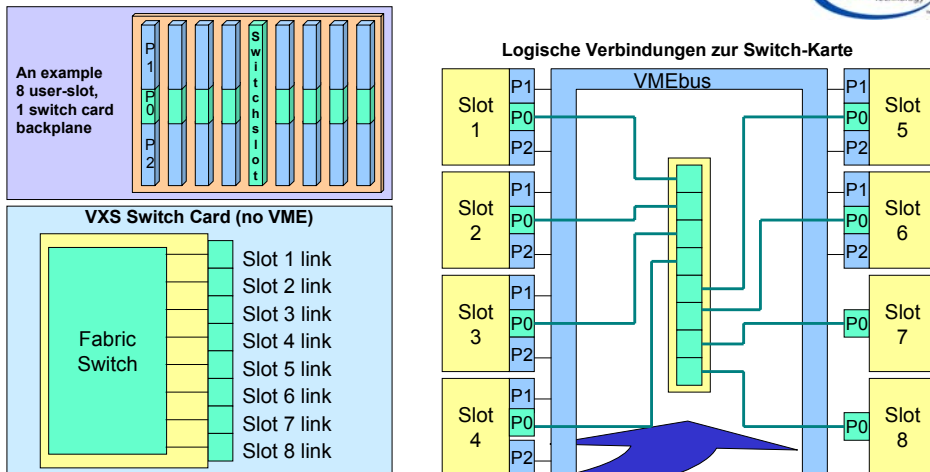 An example
8 user-slot,
1 switch card
backplane
P
1
P
0
P
2
S
w
i
t
c
h
s
l
o
t
VXS Switch Card (no VME)
Fabric
Switch
Slot 1 link
Slot 2 link
Slot 3 link
Slot 4 link
Slot 5 link
Slot 6 link
Slot 7 link
Slot 8 link
Logische Verbindungen zur Switch-Karte
VMEbus
Slot
1
P1
P0
P2
Slot
2
P1
P0
P2
Slot
3
P1
P0
P2
Slot
4
P1
P0
P2
P1
P0
P2
Slot
5
P1
P0
P2
Slot
6
P0
Slot
7
P0
Slot
8